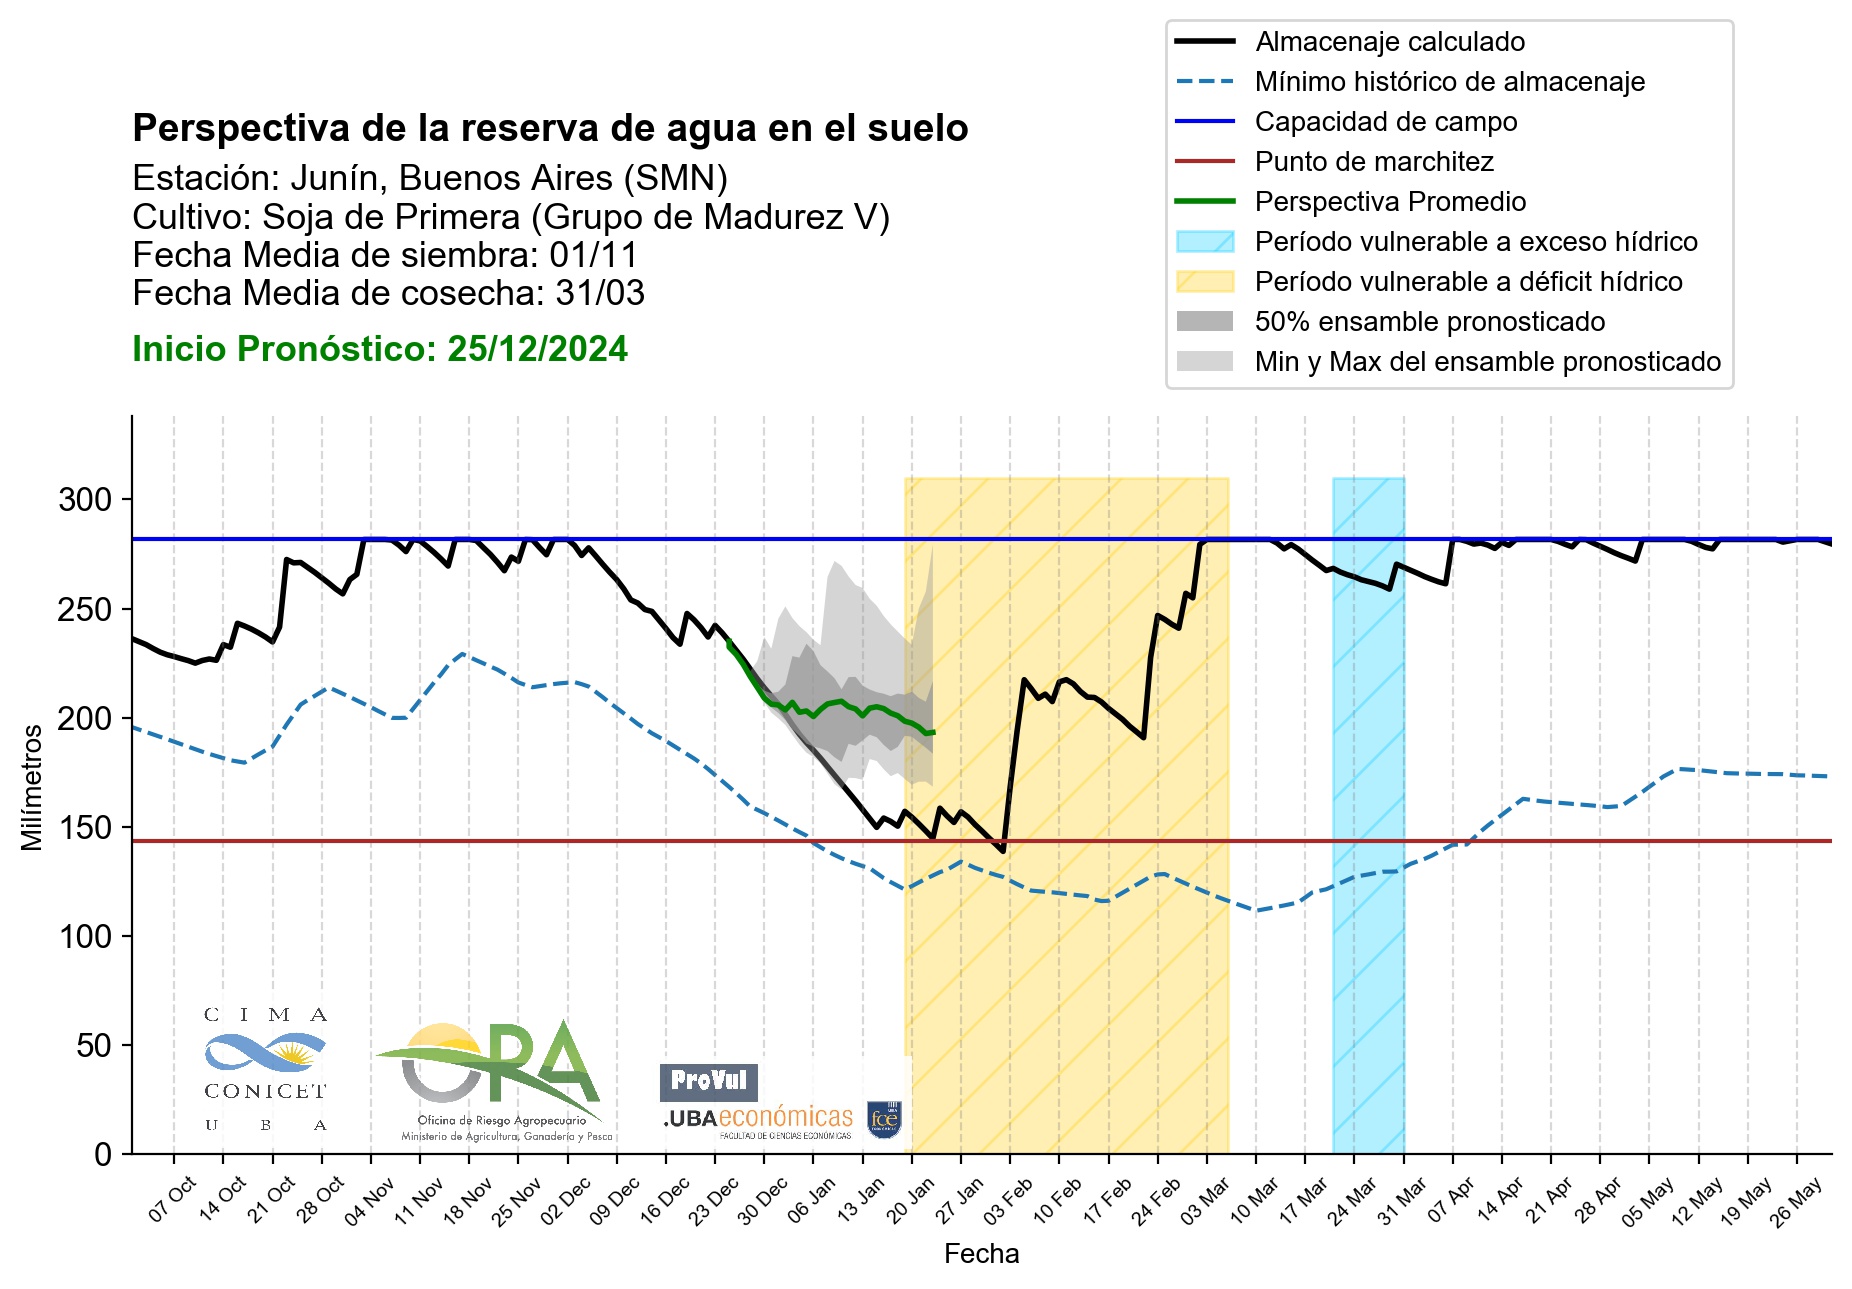 Almacenaje calculado
Mínimo histórico de almacenaje
Capacidad de campo
Punto de marchitez
Perspectiva Promedio
Período vulnerable a exceso hídrico
Período vulnerable a déficit hídrico
50% ensamble pronosticado
Min y Max del ensamble pronosticado
Perspectiva de la reserva de agua en el suelo
Estación: Junín, Buenos Aires (SMN)
Cultivo: Soja de Primera (Grupo de Madurez V)
Fecha Media de siembra: 01/11
Fecha Media de cosecha: 31/03
Inicio Pronóstico: 25/12/2024
Milímetros
300
250
200
150
100
50
0
CIMA
CONICET
UBA
ORA
Oficina de Riesgo Agropecuario
Ministerio de Agricultura, Ganadería y Pesca
ProVul
.UBAeconómicas
FACULTAD DE CIENCIAS ECONÓMICAS
UBA
fce
07 Oct
14 Oct
21 Oct
28 Oct
04 Nov
11 Nov
18 Nov
25 Nov
02 Dec
09 Dec
16 Dec
23 Dec
30 Dec
06 Jan
13 Jan
20 Jan
27 Jan
03 Feb
10 Feb
17 Feb
24 Feb
03 Mar
10 Mar
17 Mar
24 Mar
31 Mar
07 Apr
14 Apr
21 Apr
28 Apr
05 May
12 May
19 May
26 May
Fecha